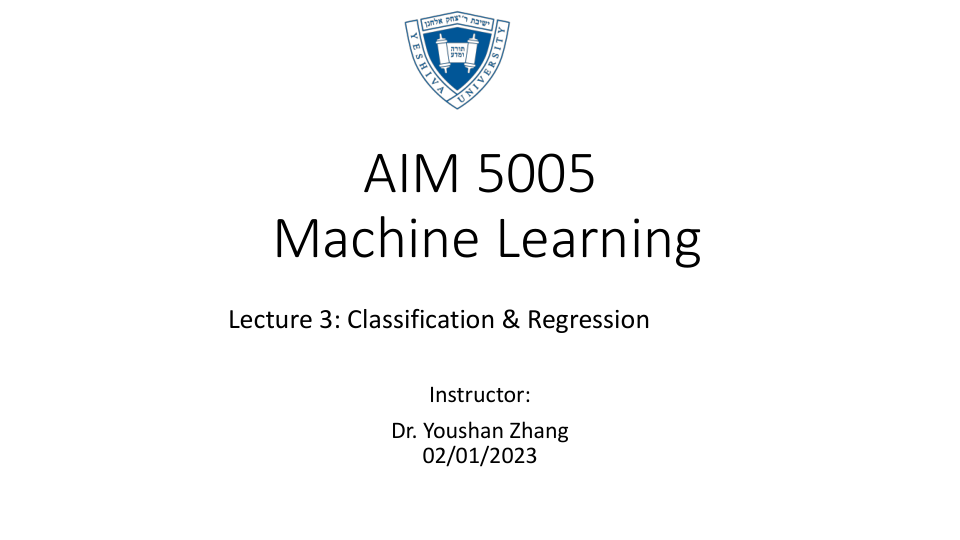 ישיבת ר' יצחק אלחנן
YESHIVA UNIVERSITY
תורה
ומדע
AIM 5005
Machine Learning
Lecture 3: Classification & Regression
Instructor:
Dr. Youshan Zhang
02/01/2023